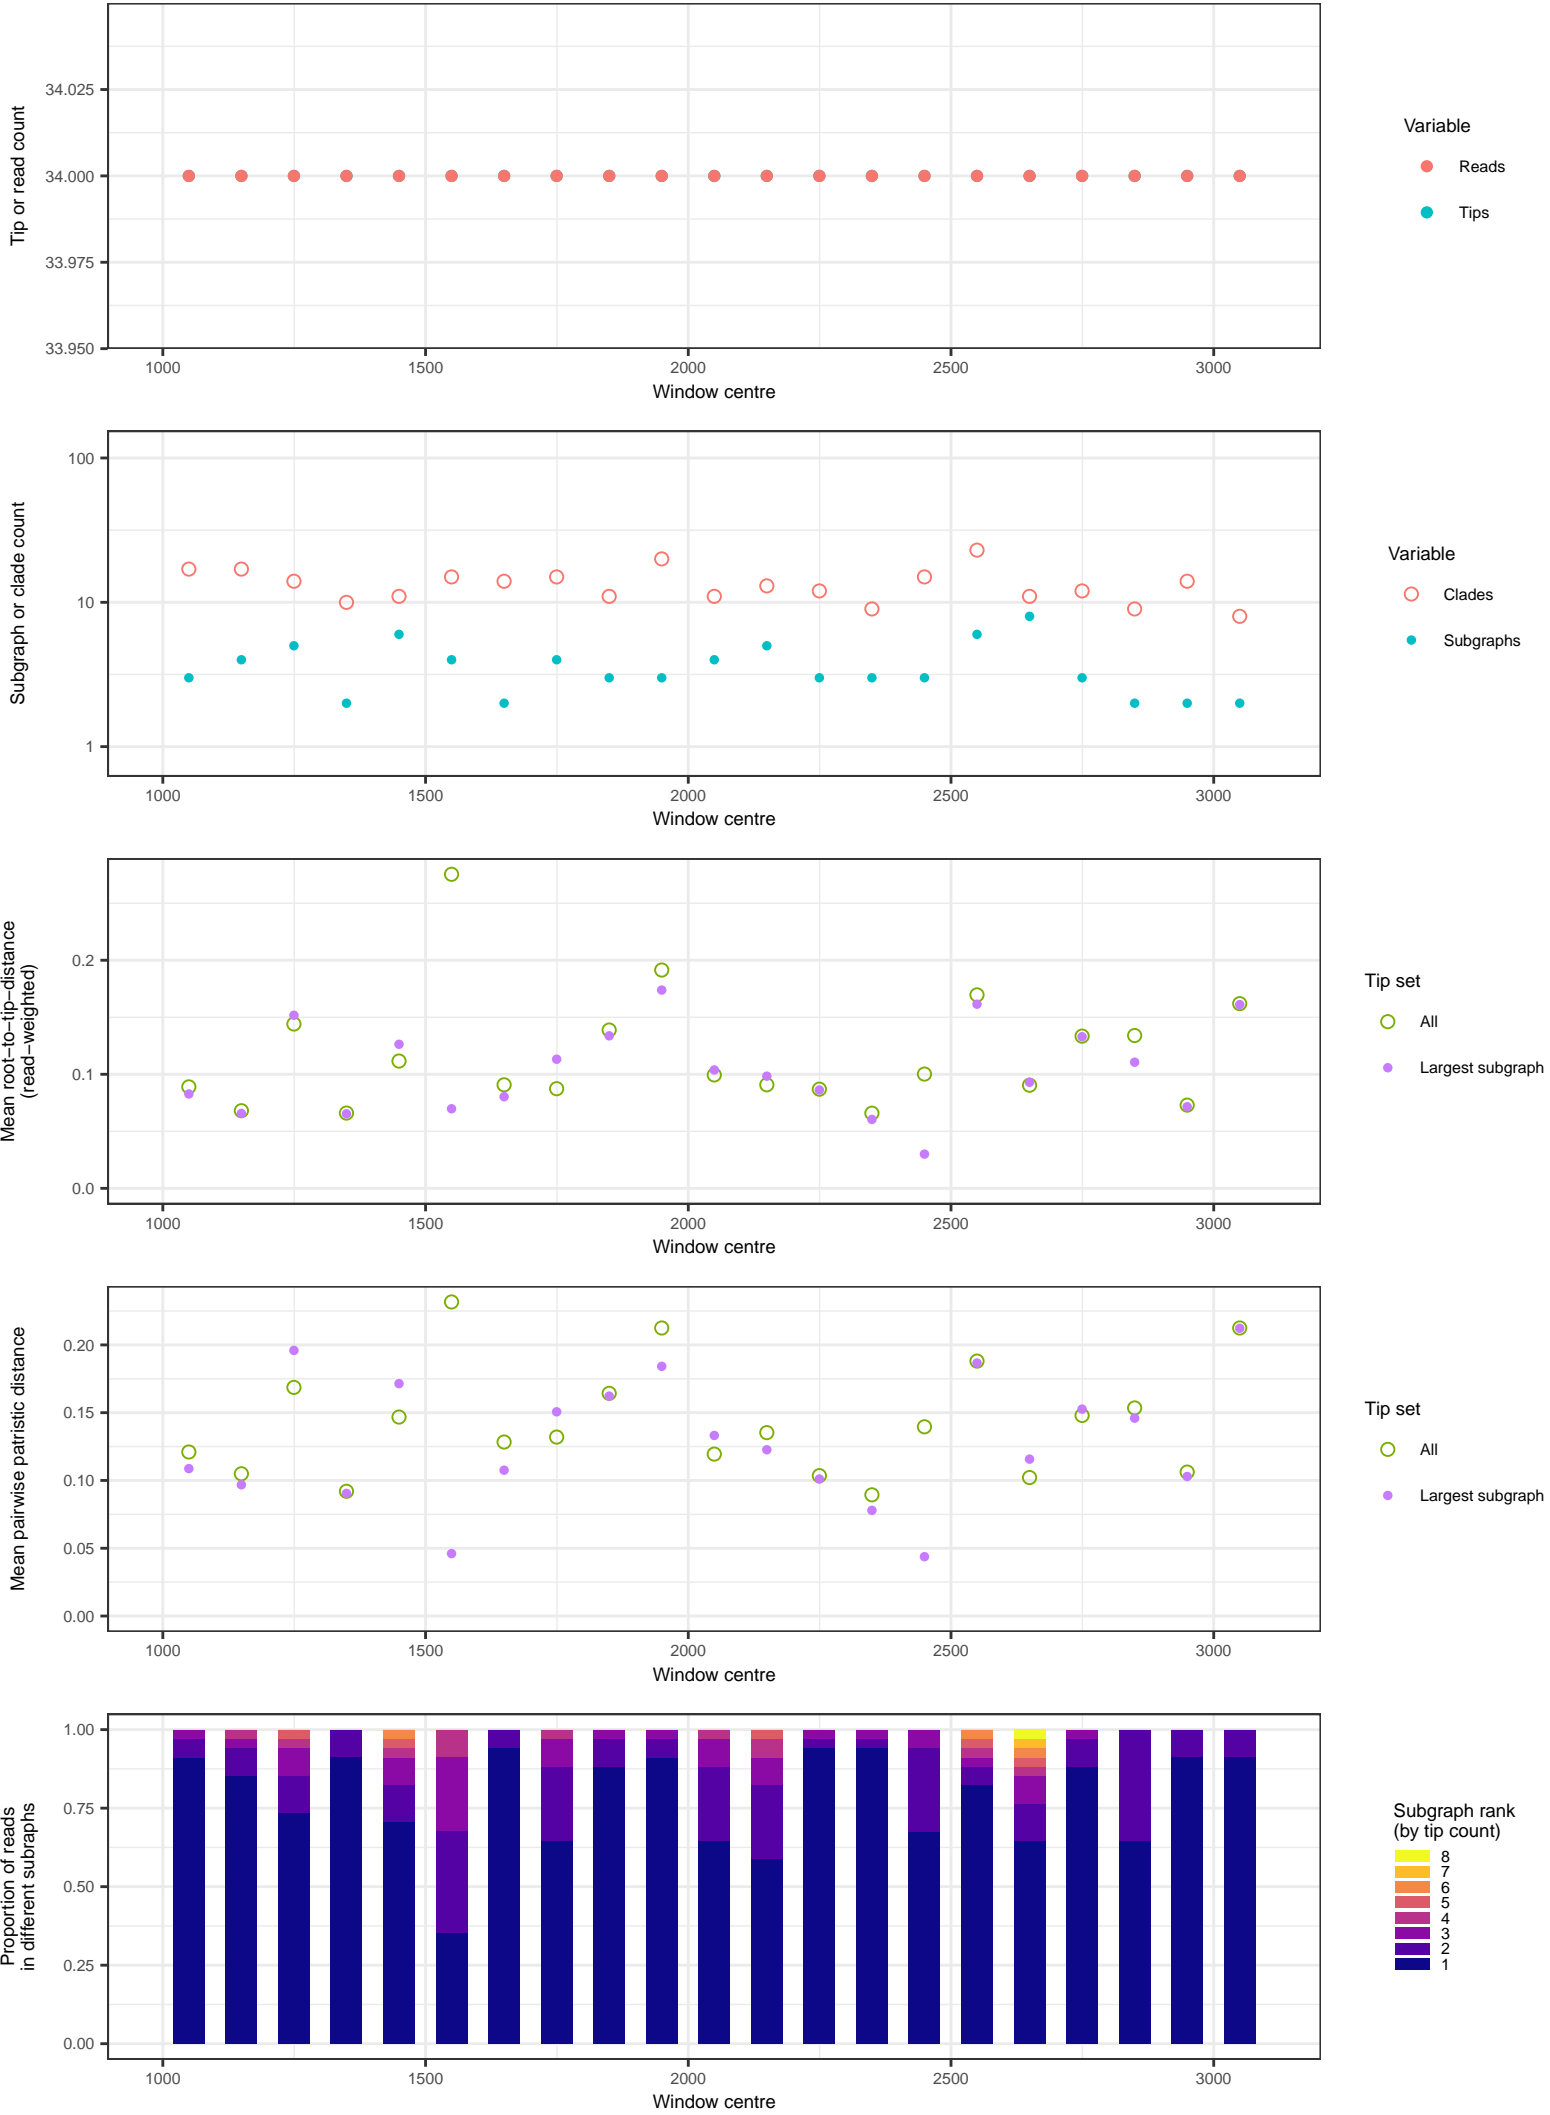 Tip or read count
34.025
34.000
33.975
33.950
1000 1500 2000 2500 3000
Window centre
Variable
Reads
Tips
Subgraph or clade count
100
10
1
1000 1500 2000 2500 3000
Window centre
Variable
Clades
Subgraphs
Mean root−to−tip−distance
(read−weighted)
0.2
0.1
0.0
1000 1500 2000 2500 3000
Window centre
Tip set
All
Largest subgraph
Mean pairwise patristic distance
0.20
0.15
0.10
0.05
0.00
1000 1500 2000 2500 3000
Window centre
Tip set
All
Largest subgraph
Proportion of reads
in different subraphs
1.00
0.75
0.50
0.25
0.00
1000 1500 2000 2500 3000
Window centre
Subgraph rank
(by tip count)
8
7
6
5
4
3
2
1